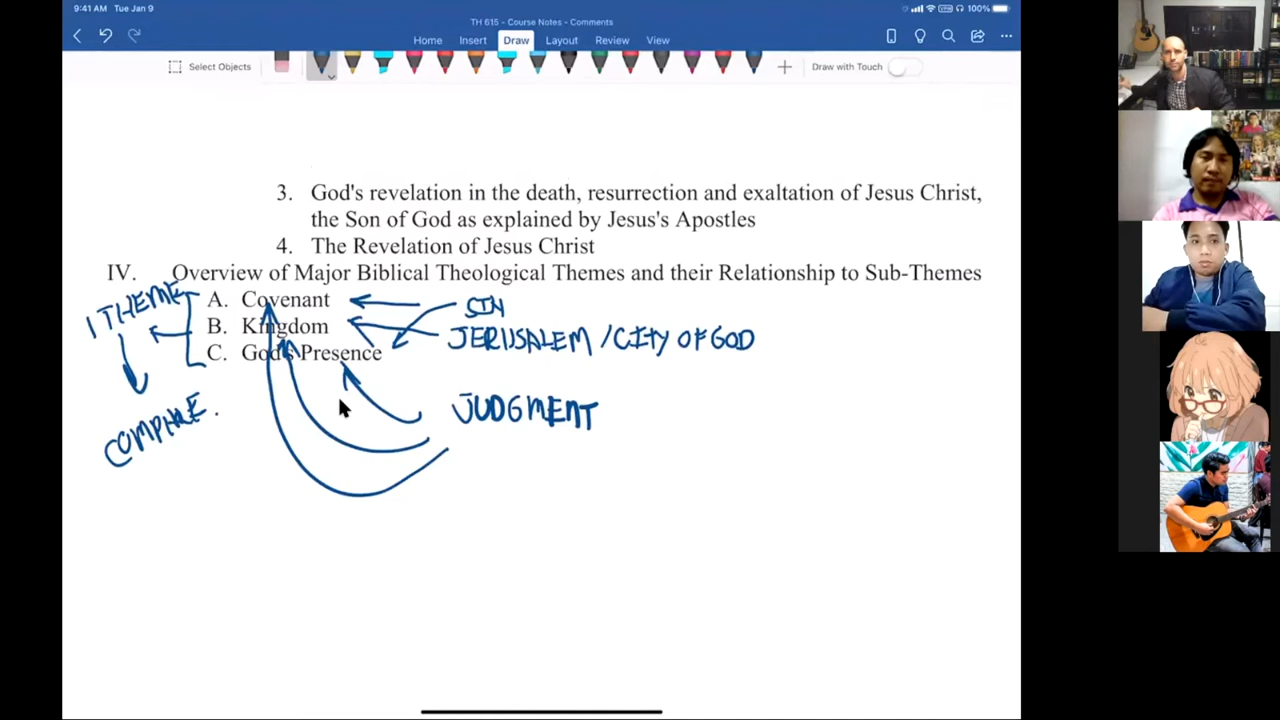 9:41 AM Tue Jan 9
100%
TH 615 - Course Notes - Comments
Home Insert Draw Layout Review View
Select Objects
Draw with Touch
3. God's revelation in the death, resurrection and exaltation of Jesus Christ,
the Son of God as explained by Jesus's Apostles
4. The Revelation of Jesus Christ
IV. Overview of Major Biblical Theological Themes and their Relationship to Sub-Themes
1 THEME
A. Covenant
SIN
B. Kingdom
JERUSALEM / CITY OF GOD
C. God's Presence
JUDGMENT